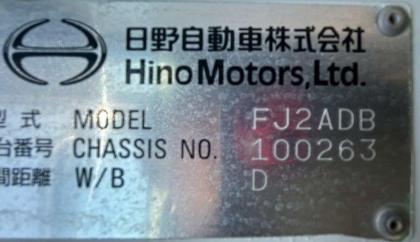 日野自動車株式会社
Hino Motors, Ltd.
型式 MODEL FJ2ADB
台番号 CHASSIS NO. 100263
間距離 W/B D